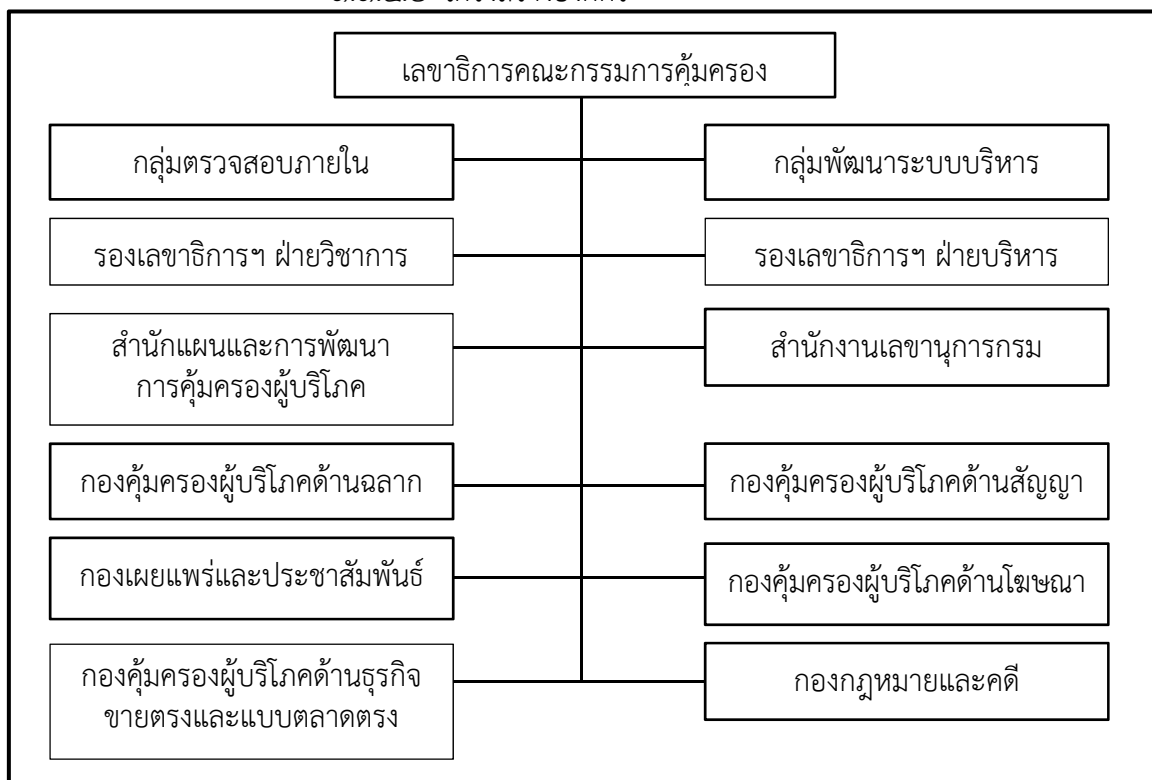 เลขาธิการคณะกรรมการคุ้มครอง
กลุ่มตรวจสอบภายใน
กลุ่มพัฒนาระบบบริหาร
รองเลขาธิการฯ ฝ่ายวิชาการ
รองเลขาธิการฯ ฝ่ายบริหาร
สำนักแผนและการพัฒนา
การคุ้มครองผู้บริโภค
สำนักงานเลขานุการกรม
กองคุ้มครองผู้บริโภคด้านฉลาก
กองคุ้มครองผู้บริโภคด้านสัญญา
กองเผยแพร่และประชาสัมพันธ์
กองคุ้มครองผู้บริโภคด้านโฆษณา
กองคุ้มครองผู้บริโภคด้านธุรกิจ
ขายตรงและแบบตลาดตรง
กองกฎหมายและคดี